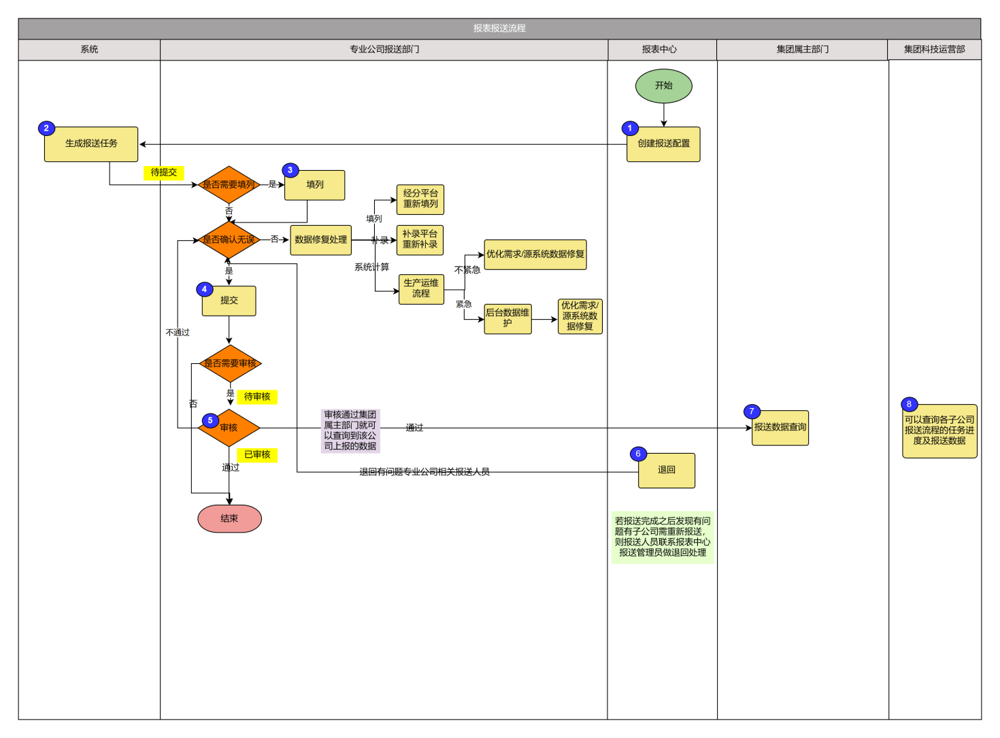 报表报送流程
系统
专业公司报送部门
报表中心
集团属主部门
集团科技运营部
开始
2
生成报送任务
1
创建报送配置
待提交
是否需要填列
是
3
填列
否
经分平台
重新填列
填列
是否确认无误
否
数据修复处理
补录
补录平台
重新补录
系统计算
不紧急
优化需求/源系统数据修复
是
4
提交
生产运维
流程
紧急
后台数据维
护
优化需求/
源系统数
据修复
不通过
是否需要审核
是
待审核
否
5
审核
审核通过集团
属主部门就可
以查询到该公
司上报的数据
通过
7
报送数据查询
8
可以查询各子公司
报送流程的任务进
度及报送数据
已审核
通过
退回有问题专业公司相关报送人员
6
退回
结束
若报送完成之后发现有问
题有子公司需重新报送，
则报送人员联系报表中心
报送管理员做退回处理